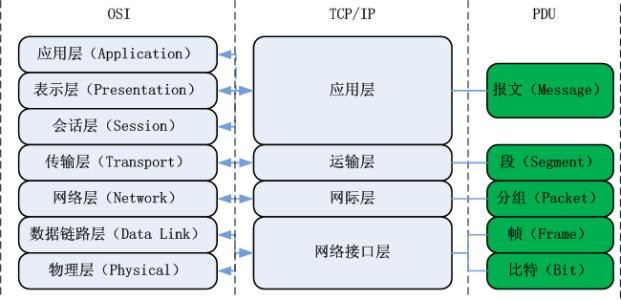 OSI TCP/IP PDU
应用层（Application）
表示层（Presentation） 应用层 报文（Message）
会话层（Session）
传输层（Transport） 运输层 段（Segment）
网络层（Network） 网际层 分组（Packet）
数据链路层（Data Link） 帧（Frame）
网络接口层
物理层（Physical） 比特（Bit）